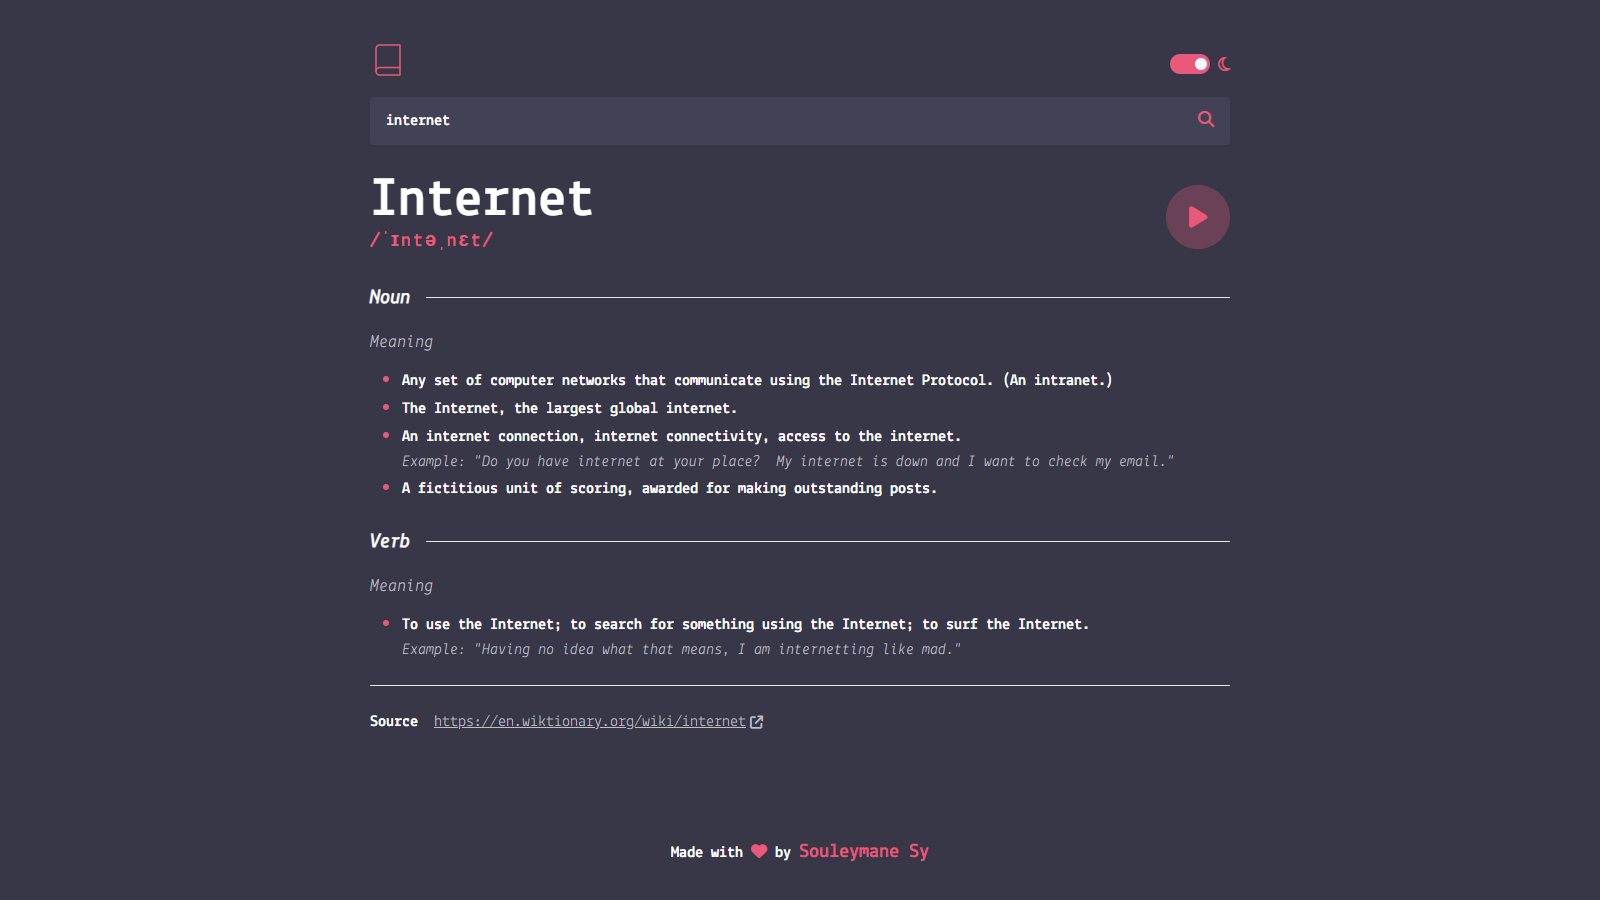 internet
Internet
/ˈɪntəˌnɛt/
Noun
Meaning
Any set of computer networks that communicate using the Internet Protocol. (An intranet.)
The Internet, the largest global internet.
An internet connection, internet connectivity, access to the internet.
Example: "Do you have internet at your place?  My internet is down and I want to check my email."
A fictitious unit of scoring, awarded for making outstanding posts.
Verb
Meaning
To use the Internet; to search for something using the Internet; to surf the Internet.
Example: "Having no idea what that means, I am internetting like mad."
Source https://en.wiktionary.org/wiki/internet
Made with by Souleymane Sy